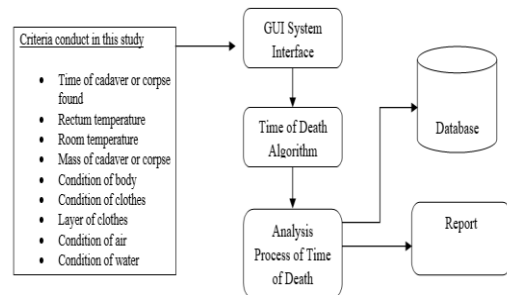 Criteria conduct in this study
• Time of cadaver or corpse
found
• Rectum temperature
• Room temperature
• Mass of cadaver or corpse
• Condition of body
• Condition of clothes
• Layer of clothes
• Condition of air
• Condition of water
GUI System
Interface
Time of Death
Algorithm
Analysis
Process of Time
of Death
Database
Report